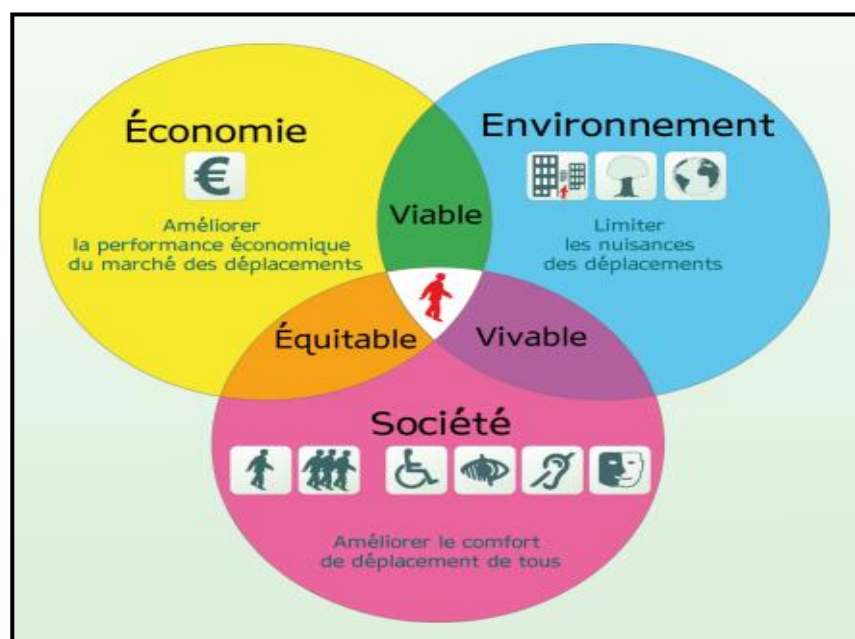 Économie
€
Améliorer
la performance économique
du marché des déplacements
Environnement
Limiter
les nuisances
des déplacements
Viable
Équitable
Vivable
Société
Améliorer le comfort
de déplacement de tous